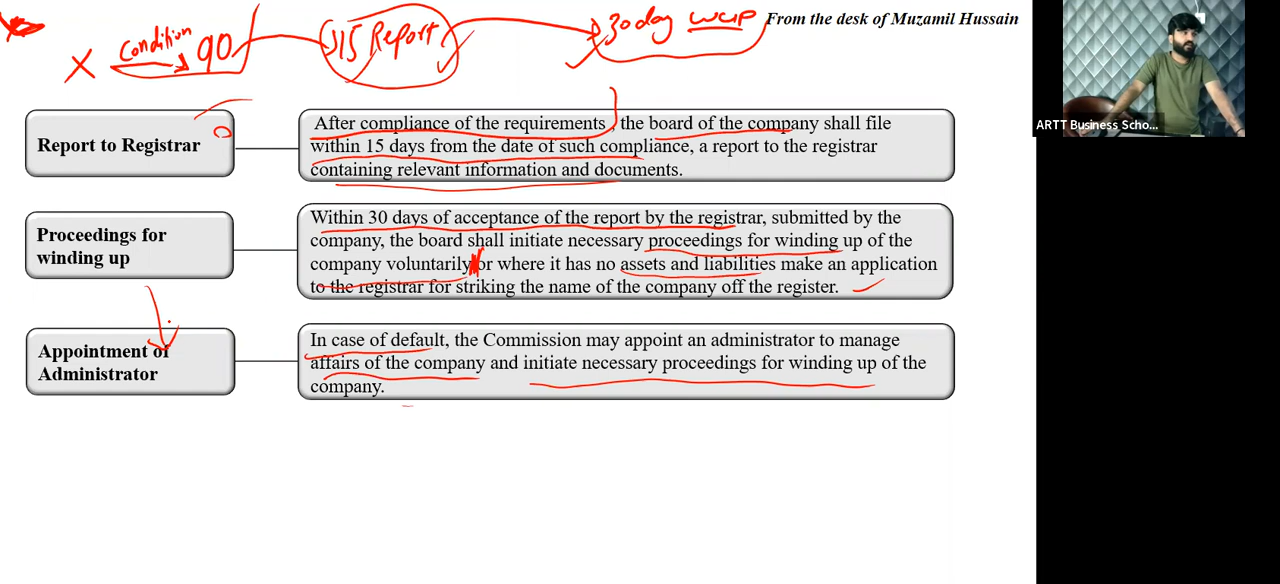 Condition 90 15 Report 30 day WUP
From the desk of Muzamil Hussain
ARTT Business Scho...
Report to Registrar
After compliance of the requirements, the board of the company shall file
within 15 days from the date of such compliance, a report to the registrar
containing relevant information and documents.
Proceedings for
winding up
Within 30 days of acceptance of the report by the registrar, submitted by the
company, the board shall initiate necessary proceedings for winding up of the
company voluntarily or where it has no assets and liabilities make an application
to the registrar for striking the name of the company off the register.
Appointment of
Administrator
In case of default, the Commission may appoint an administrator to manage
affairs of the company and initiate necessary proceedings for winding up of the
company.